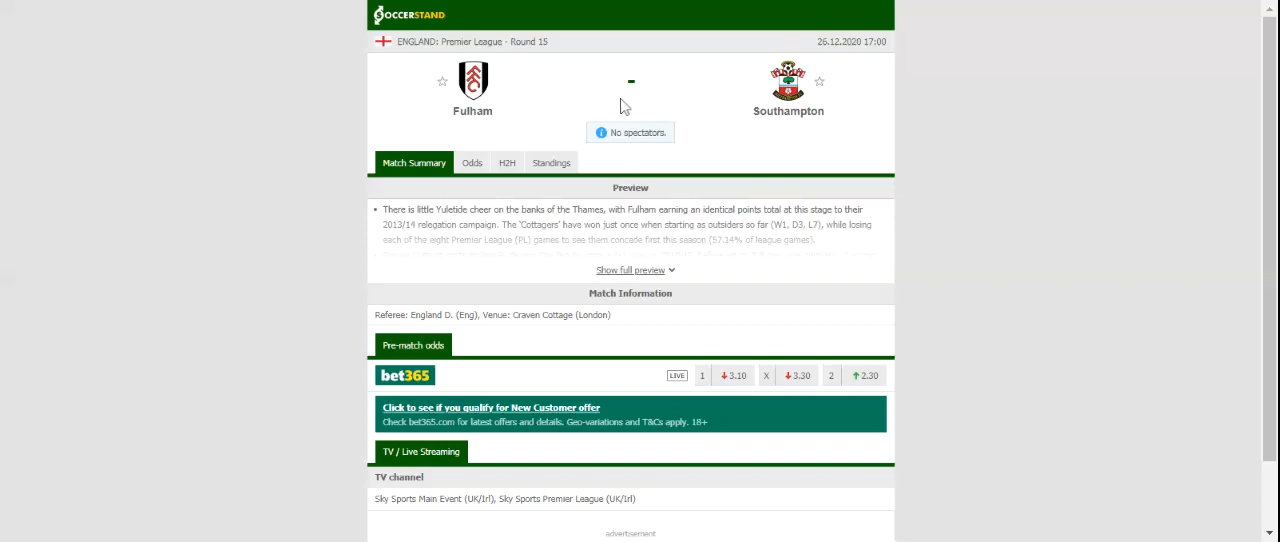 SOCCERSTAND
ENGLAND: Premier League - Round 15 26.12.2020 17:00
-
Fulham Southampton
No spectators.
Match Summary Odds H2H Standings
Preview
• There is little Yuletide cheer on the banks of the Thames, with Fulham earning an identical points total at this stage to their
2013/14 relegation campaign. The 'Cottagers' have won just once when starting as outsiders so far (W1, D3, L7), while losing
each of the eight Premier League (PL) games to see them concede first this season (57.14% of league games).
Show full preview
Match Information
Referee: England D. (Eng), Venue: Craven Cottage (London)
Pre-match odds
bet365 LIVE 1 3.10 X 3.30 2 2.30
Click to see if you qualify for New Customer offer
Check bet365.com for latest offers and details. Geo-variations and T&Cs apply. 18+
TV / Live Streaming
TV channel
Sky Sports Main Event (UK/Irl), Sky Sports Premier League (UK/Irl)
advertisement